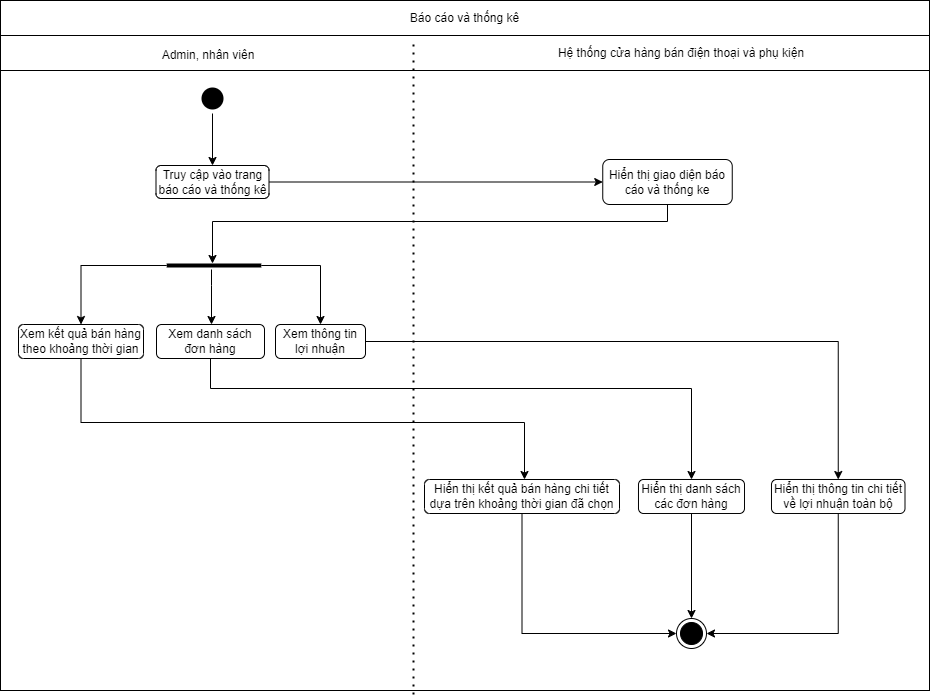 Báo cáo và thống kê
Admin, nhân viên
Hệ thống cửa hàng bán điện thoại và phụ kiện
Truy cập vào trang
báo cáo và thống kê
Hiển thị giao diện báo
cáo và thống ke
Xem kết quả bán hàng
theo khoảng thời gian
Xem danh sách
đơn hàng
Xem thông tin
lợi nhuận
Hiển thị kết quả bán hàng chi tiết
dựa trên khoảng thời gian đã chọn
Hiển thị danh sách
các đơn hàng
Hiển thị thông tin chi tiết
về lợi nhuận toàn bộ